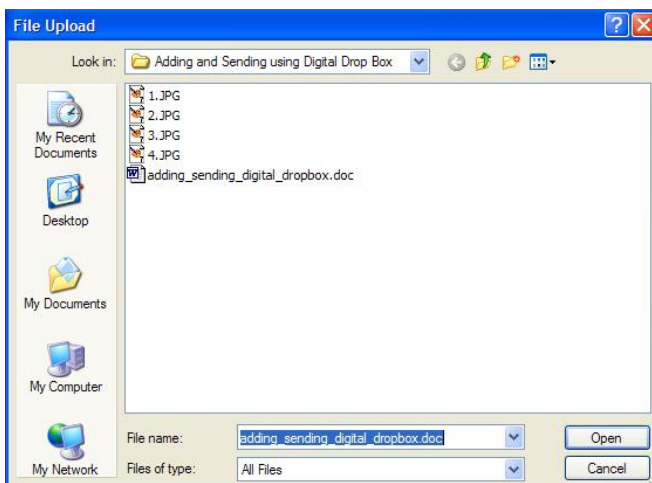 File Upload
Look in:
Adding and Sending using Digital Drop Box
My Recent
Documents
Desktop
My Documents
My Computer
My Network
1.JPG
2.JPG
3.JPG
4.JPG
adding_sending_digital_dropbox.doc
File name:
adding_sending_digital_dropbox.doc
Open
Files of type:
All Files
Cancel